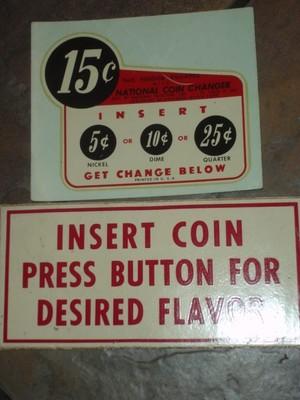 15¢
NATIONAL COIN CHANGER
INSERT
5¢ OR 10¢ OR 25¢
NICKEL DIME QUARTER
GET CHANGE BELOW
PRINTED IN U.S.A.
INSERT COIN
PRESS BUTTON FOR
DESIRED FLAVOR